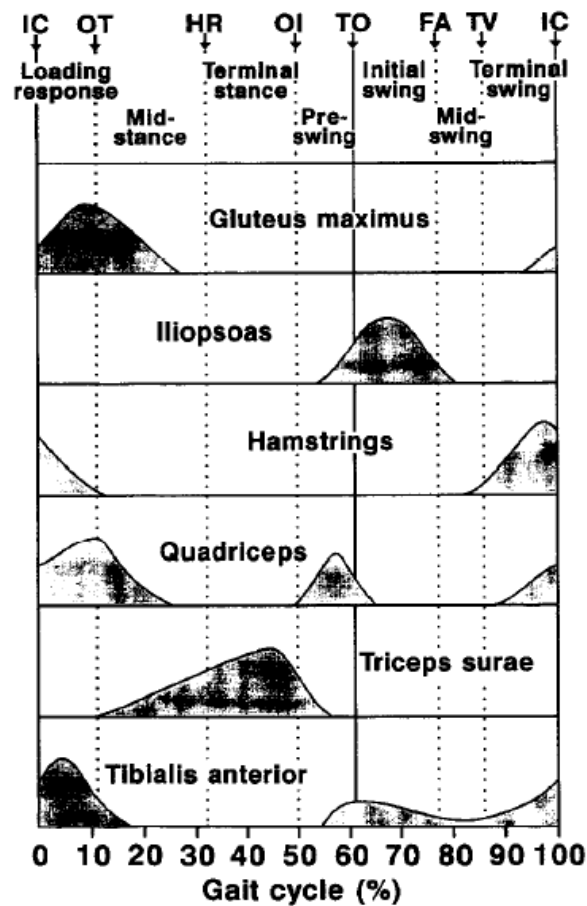 IC OT HR OI TO FA TV IC
Loading Terminal Initial Terminal
response stance swing swing
Mid- Pre- Mid-
stance swing swing
Gluteus maximus
Iliopsoas
Hamstrings
Quadriceps
Triceps surae
Tibialis anterior
0 10 20 30 40 50 60 70 80 90 100
Gait cycle (%)